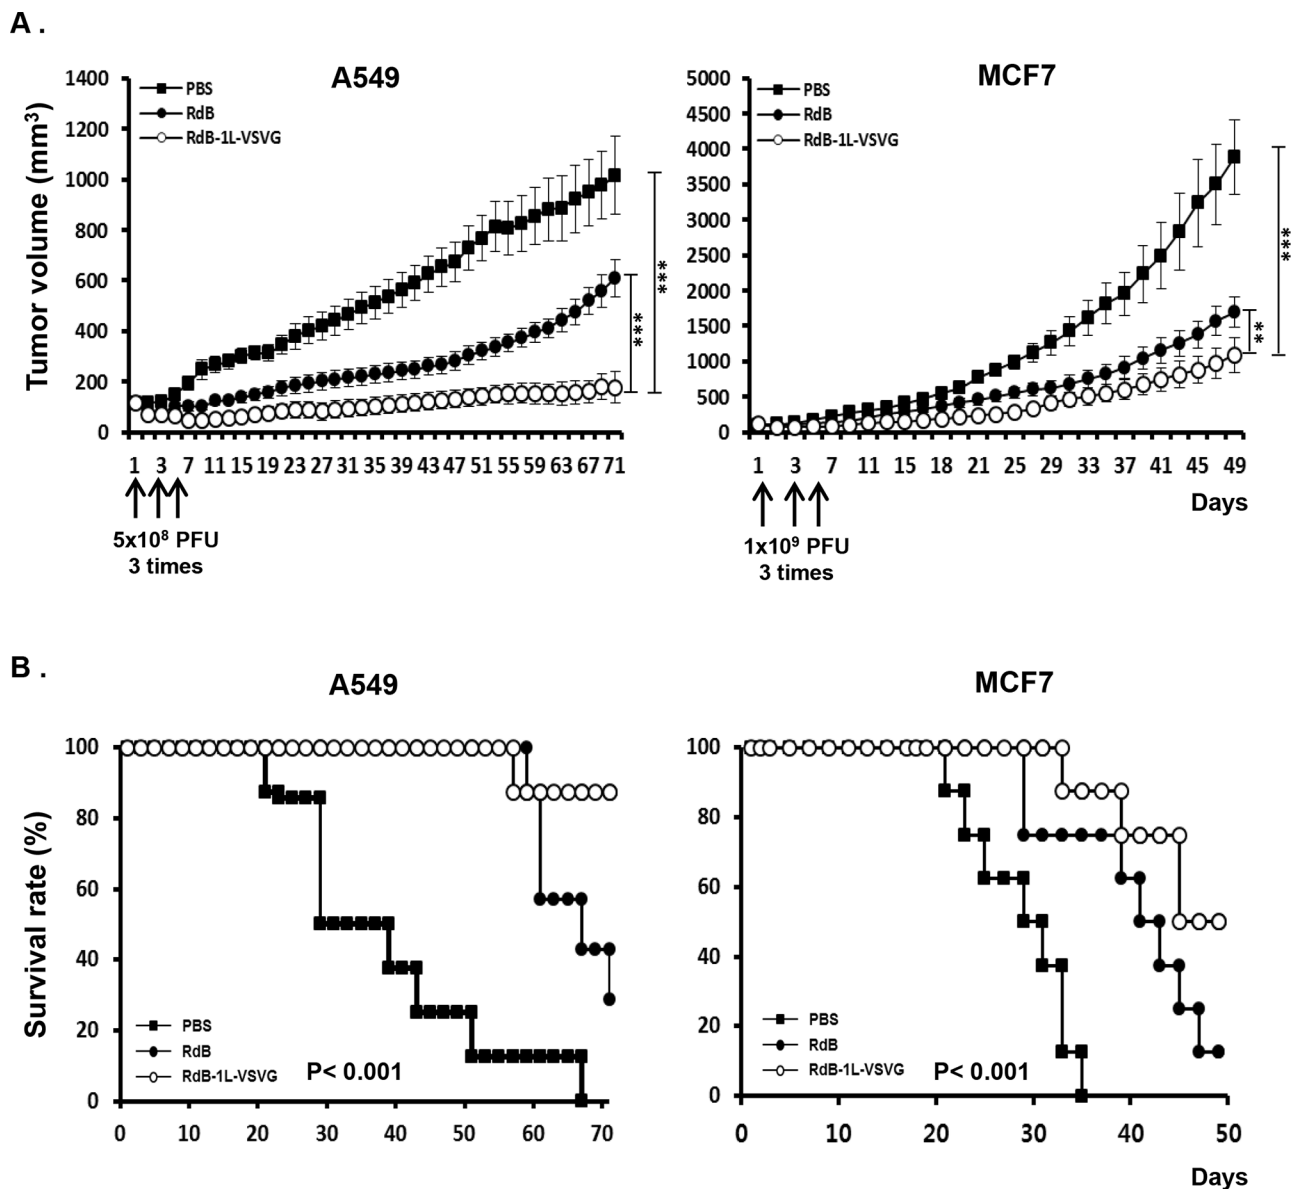 A .
A549
MCF7
Tumor volume (mm³)
1400
1200
1000
800
600
400
200
0
PBS
RdB
RdB-1L-VSVG
***
***
1 3 7 11 15 19 23 27 31 35 39 43 47 51 55 59 63 67 71
5x10⁸ PFU
3 times
5000
4500
4000
3500
3000
2500
2000
1500
1000
500
0
PBS
RdB
RdB-1L-VSVG
***
**
1 3 7 11 15 18 21 25 29 33 37 41 45 49
Days
1x10⁹ PFU
3 times
B .
A549
MCF7
Survival rate (%)
100
80
60
40
20
0
PBS
RdB
RdB-1L-VSVG
P< 0.001
0 10 20 30 40 50 60 70
100
80
60
40
20
0
PBS
RdB
RdB-1L-VSVG
P< 0.001
0 10 20 30 40 50
Days